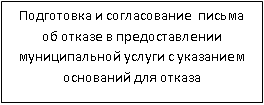 Подготовка и согласование  письма
об отказе в предоставлении
муниципальной услуги с указанием
оснований для отказа